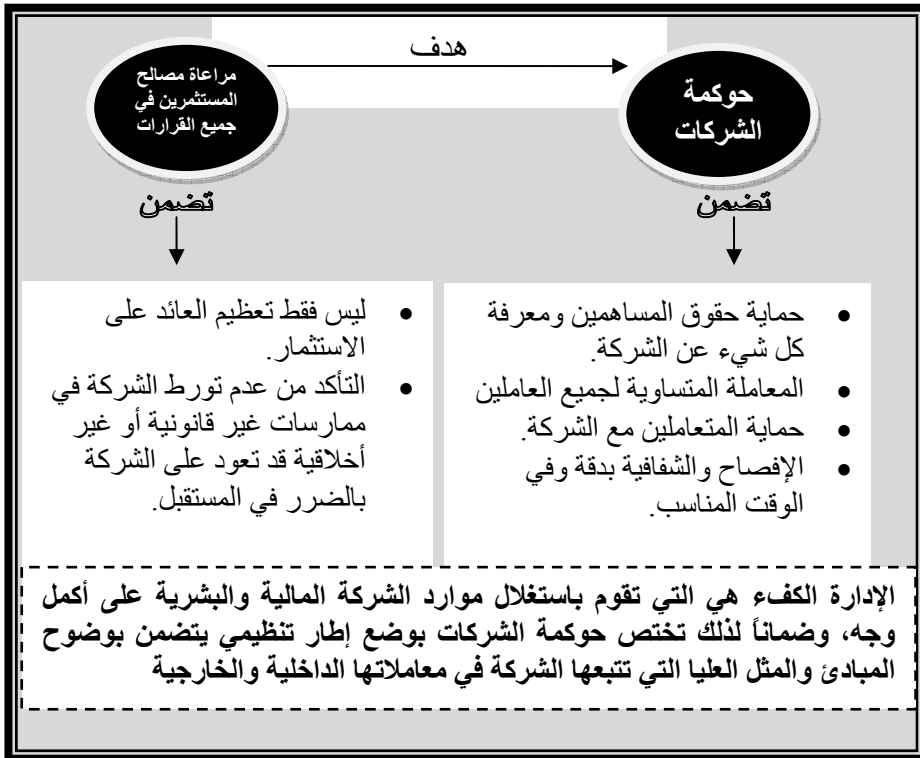 هدف
حوكمة
الشركات
مراعاة مصالح
المستثمرين في
جميع القرارات
تضمن
تضمن
• حماية حقوق المساهمين ومعرفة
كل شيء عن الشركة.
• المعاملة المتساوية لجميع العاملين
• حماية المتعاملين مع الشركة.
• الإفصاح والشفافية بدقة وفي
الوقت المناسب.
• ليس فقط تعظيم العائد على
الاستثمار.
• التأكد من عدم تورط الشركة في
ممارسات غير قانونية أو غير
أخلاقية قد تعود على الشركة
بالضرر في المستقبل.
الإدارة الكفء هي التي تقوم باستغلال موارد الشركة المالية والبشرية على أكمل
وجه، وضماناً لذلك تختص حوكمة الشركات بوضع إطار تنظيمي يتضمن بوضوح
المبادئ والمثل العليا التي تتبعها الشركة في معاملاتها الداخلية والخارجية